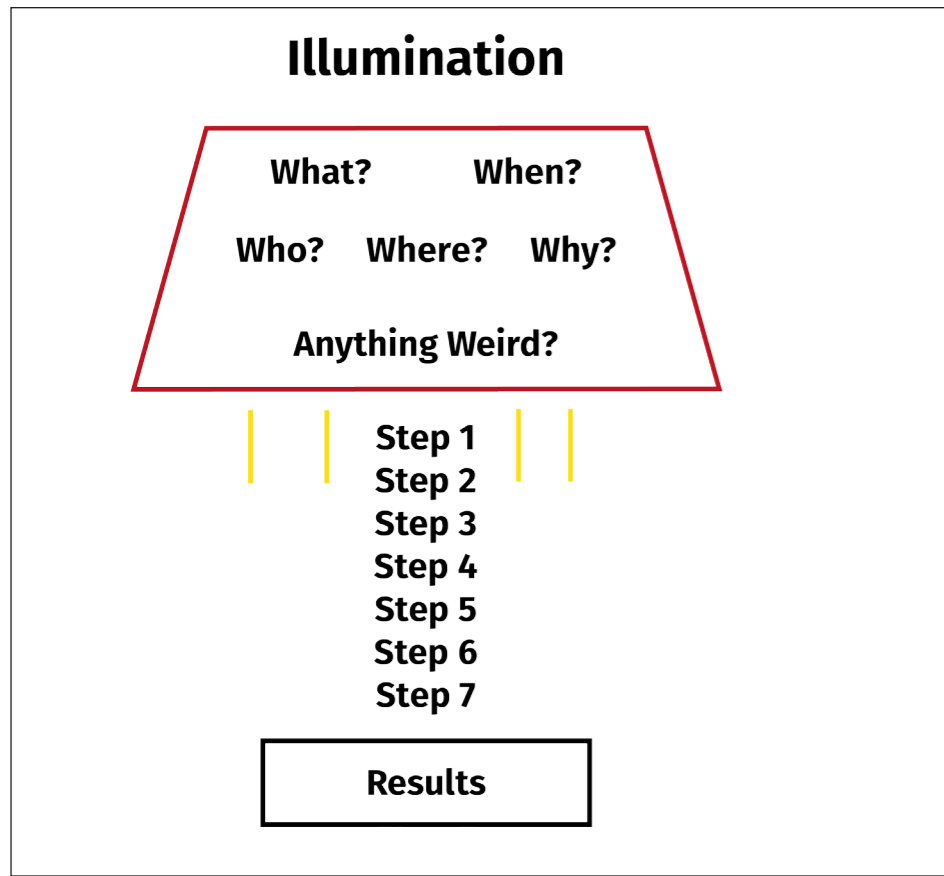 Illumination
What? When?
Who? Where? Why?
Anything Weird?
Step 1
Step 2
Step 3
Step 4
Step 5
Step 6
Step 7
Results